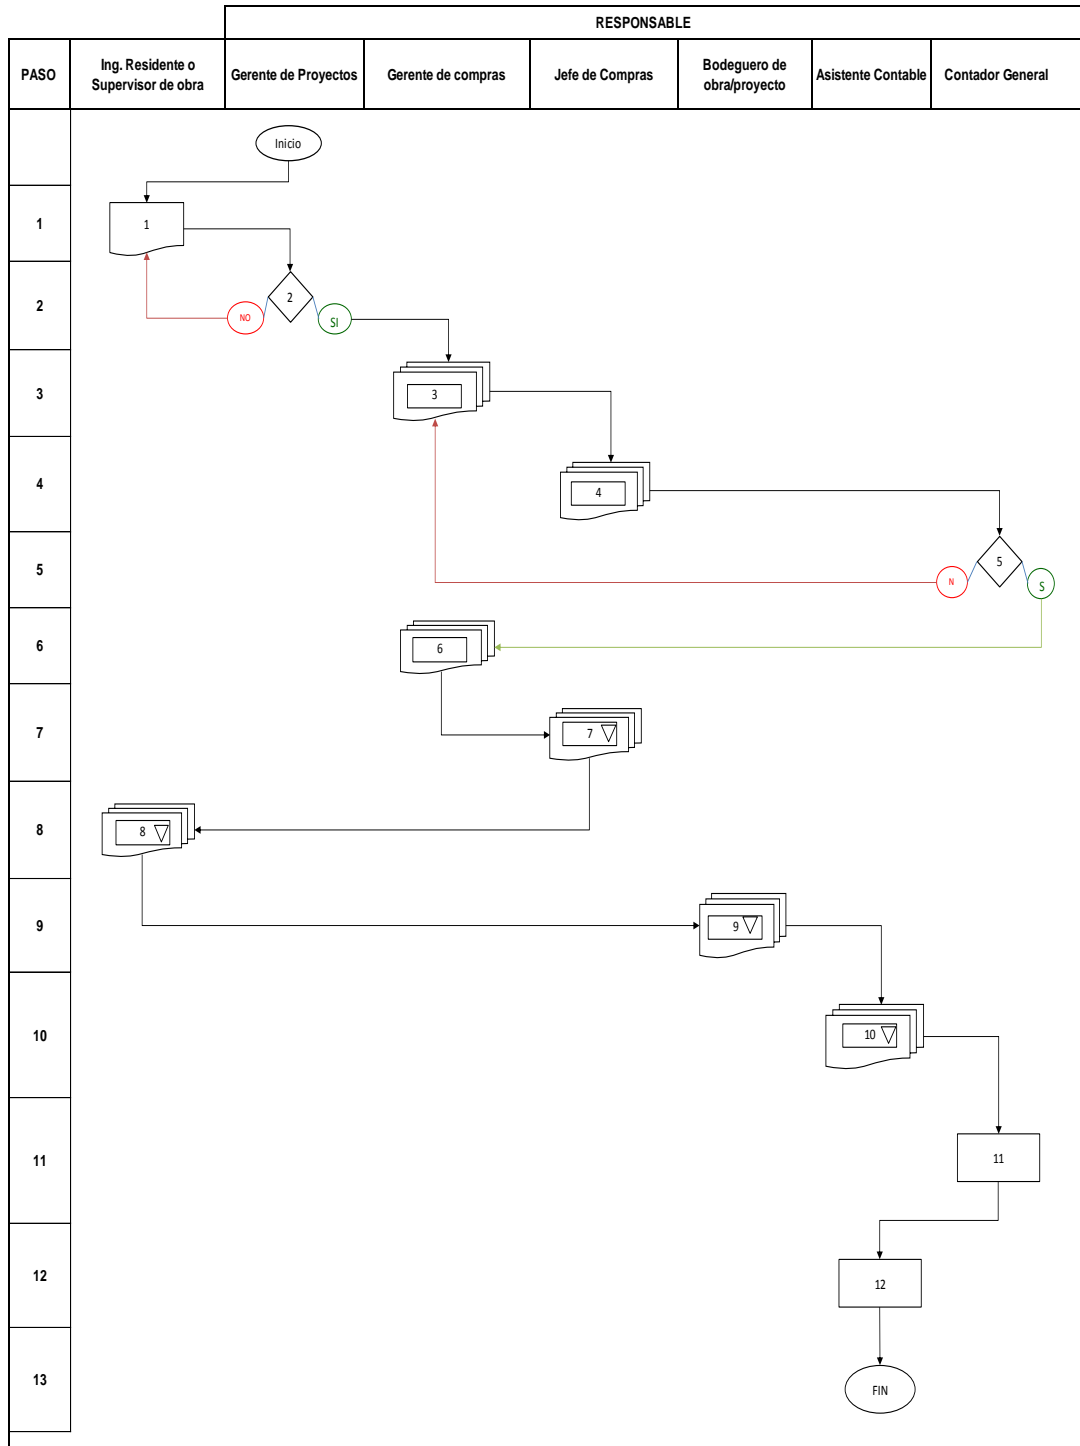 RESPONSABLE
PASO
Ing. Residente o
Supervisor de obra
Gerente de Proyectos
Gerente de compras
Jefe de Compras
Bodeguero de
obra/proyecto
Asistente Contable
Contador General
Inicio
1
1
2
2
NO
SI
3
3
4
4
5
5
N
S
6
6
7
7
8
8
9
9
10
10
11
11
12
12
13
FIN